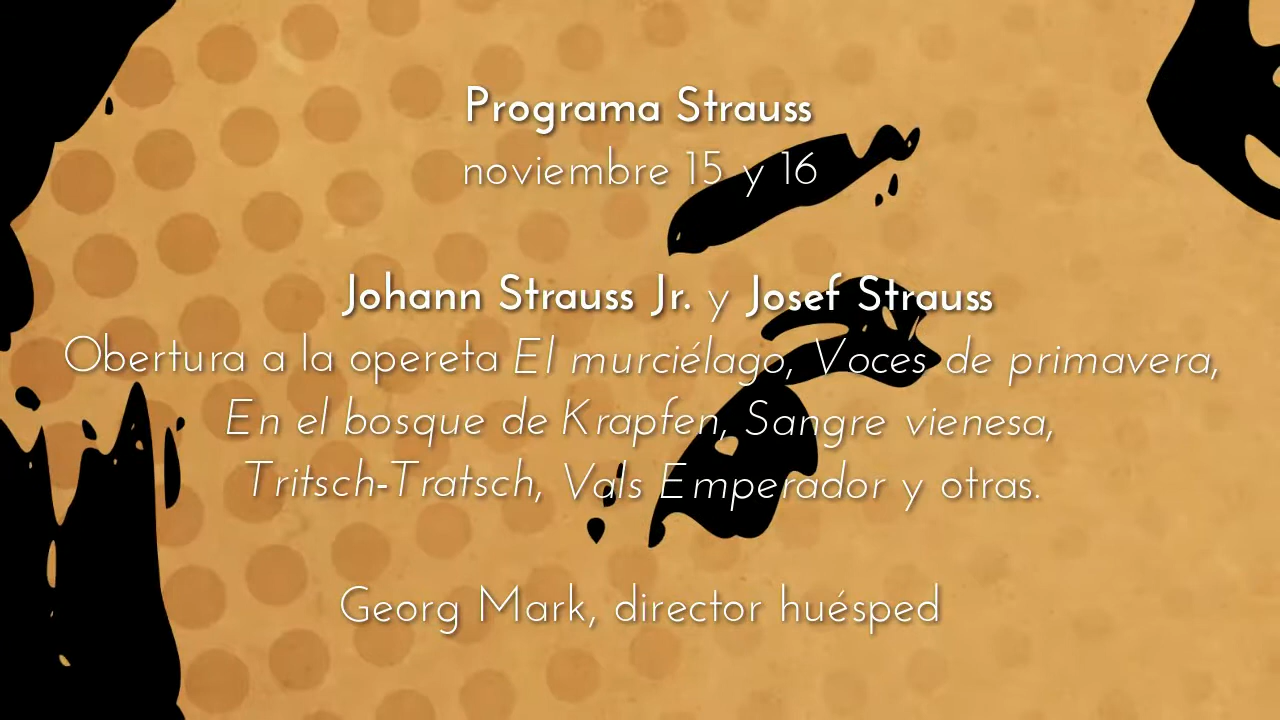 Programa Strauss
noviembre 15 y 16
Johann Strauss Jr. y Josef Strauss
Obertura a la opereta El murciélago, Voces de primavera,
En el bosque de Krapfen, Sangre vienesa,
Tritsch-Tratsch, Vals Emperador y otras.
Georg Mark, director huésped